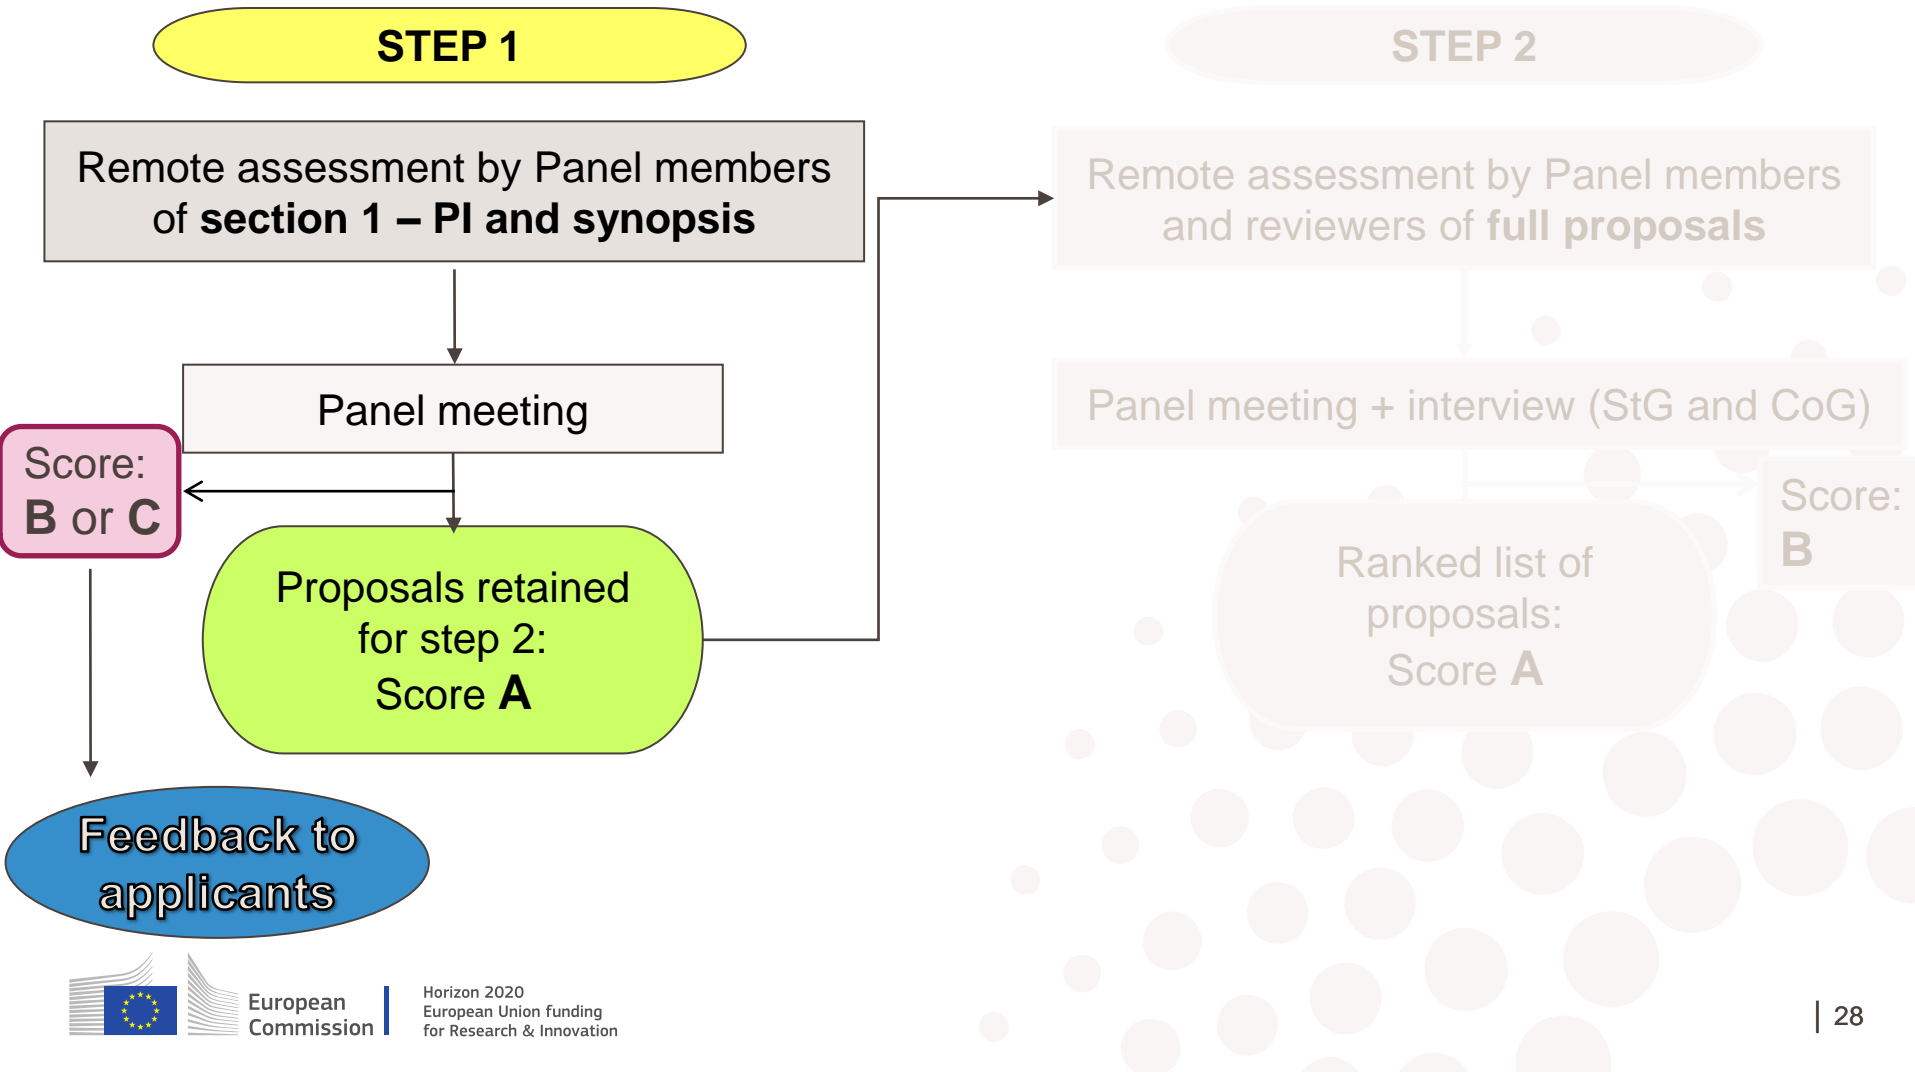 STEP 1
Remote assessment by Panel members
of section 1 – PI and synopsis
Panel meeting
Score:
B or C
Proposals retained
for step 2:
Score A
Feedback to
applicants
STEP 2
Remote assessment by Panel members
and reviewers of full proposals
Panel meeting + interview (StG and CoG)
Score:
B
Ranked list of
proposals:
Score A
European
Commission
Horizon 2020
European Union funding
for Research & Innovation
| 28